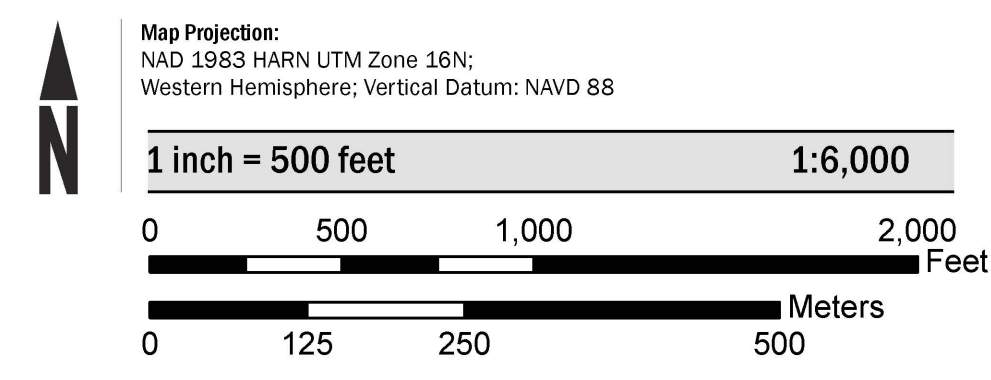 N
Map Projection:
NAD 1983 HARN UTM Zone 16N;
Western Hemisphere; Vertical Datum: NAVD 88
1 inch = 500 feet 1:6,000
0 500 1,000 2,000
Feet
Meters
0 125 250 500